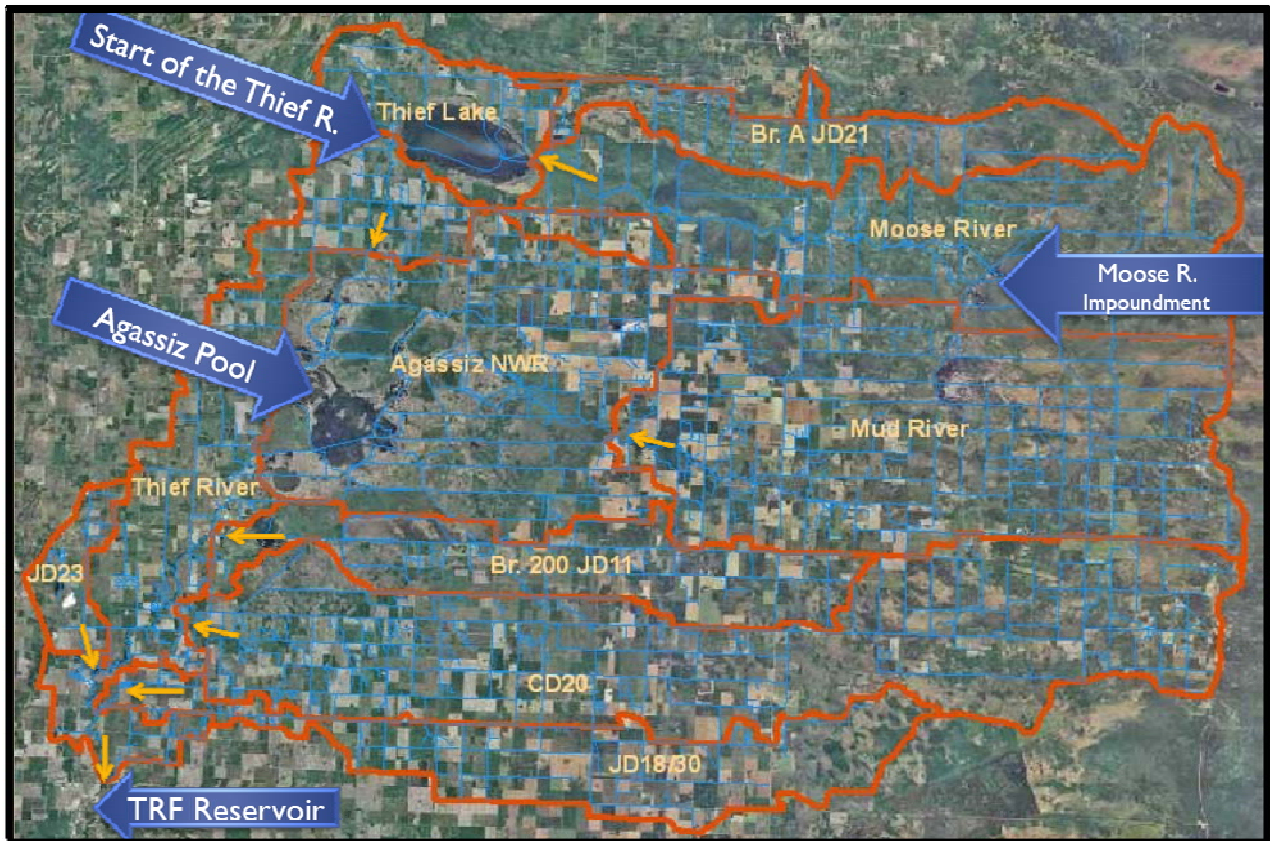 Start of the Thief R.
Thief Lake
Br. A JD21
Moose River
Moose R.
Impoundment
Agassiz Pool
Agassiz NWR
Mud River
Thief River
JD23
Br. 200 JD11
CD20
JD18/30
TRF Reservoir